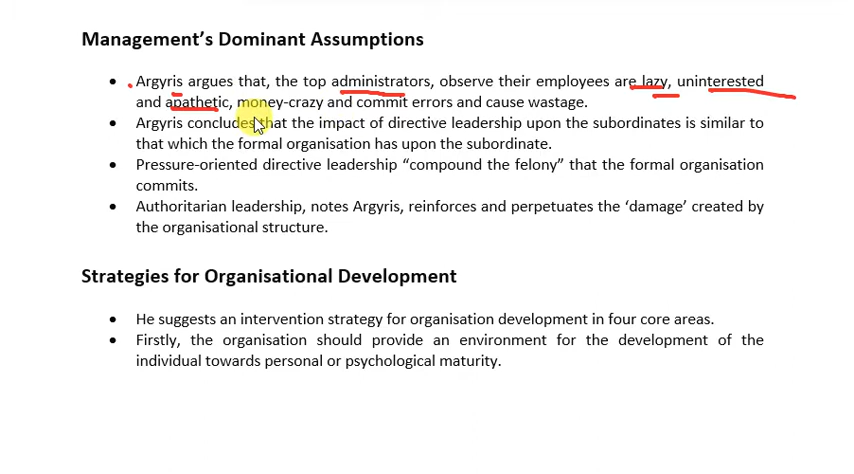 Management's Dominant Assumptions
• Argyris argues that, the top administrators, observe their employees are lazy, uninterested
and apathetic, money-crazy and commit errors and cause wastage.
• Argyris concludes that the impact of directive leadership upon the subordinates is similar to
that which the formal organisation has upon the subordinate.
• Pressure-oriented directive leadership “compound the felony” that the formal organisation
commits.
• Authoritarian leadership, notes Argyris, reinforces and perpetuates the ‘damage’ created by
the organisational structure.
Strategies for Organisational Development
• He suggests an intervention strategy for organisation development in four core areas.
• Firstly, the organisation should provide an environment for the development of the
individual towards personal or psychological maturity.